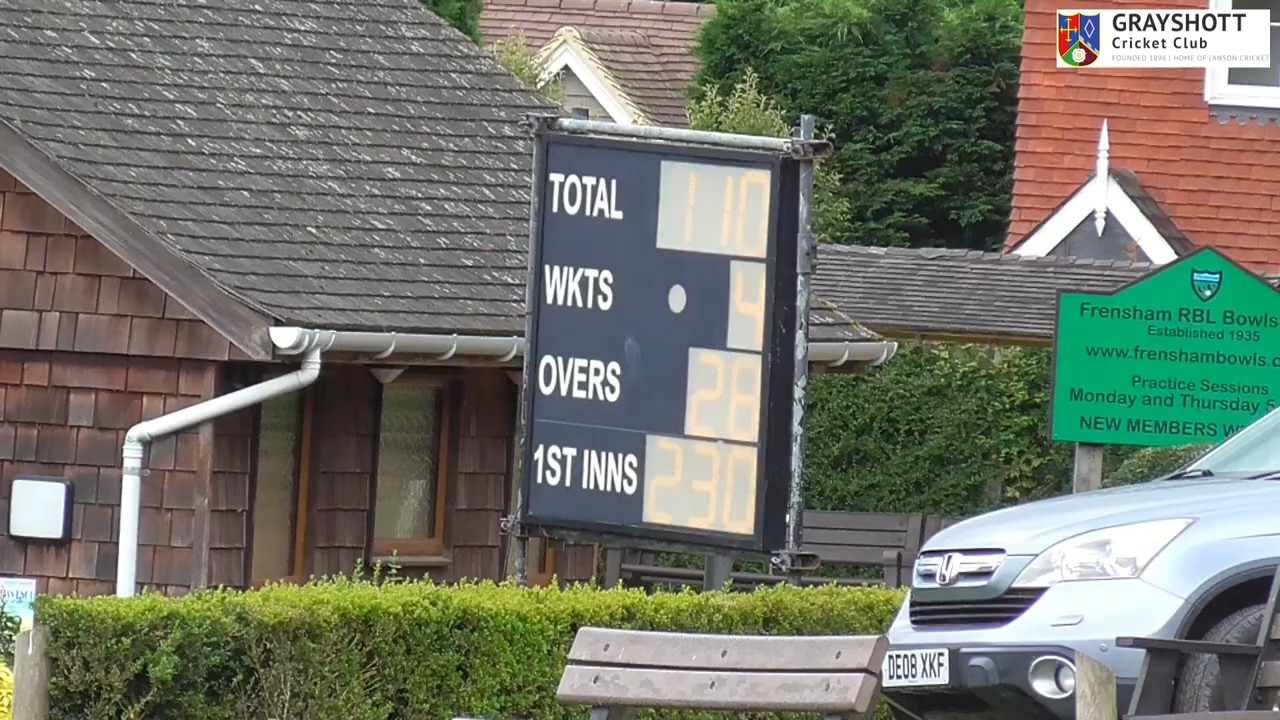 GRAYSHOTT
Cricket Club
FOUNDED 1896 | HOME OF I'ANSON CRICKET
TOTAL 110
WKTS 4
OVERS 28
1ST INNS 230
Frensham RBL Bowls
Established 1935
www.frenshambowls.c
Practice Sessions
Monday and Thursday 5
NEW MEMBERS W
DE08 XKF